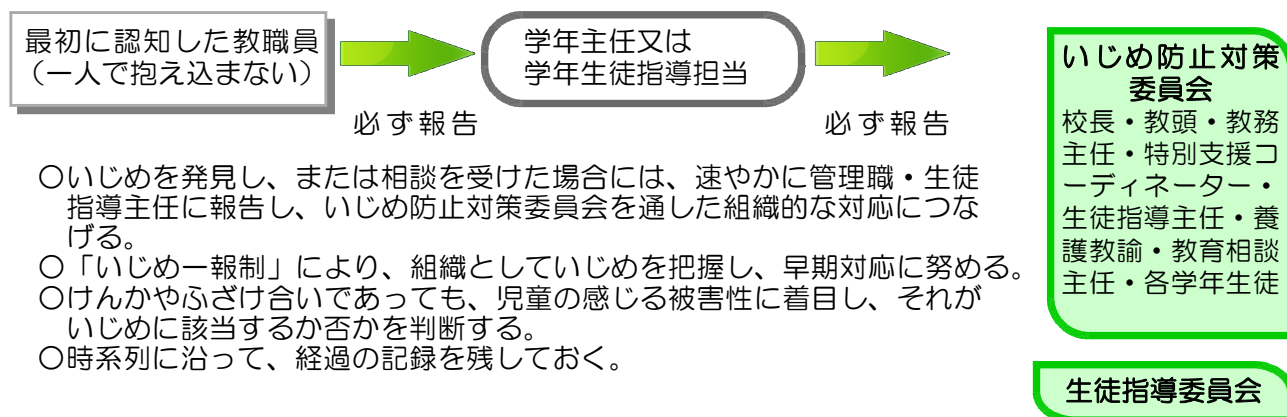 最初に認知した教職員
（一人で抱え込まない）
学年主任又は
学年生徒指導担当
必ず報告
必ず報告
〇いじめを発見し、または相談を受けた場合には、速やかに管理職・生徒
指導主任に報告し、いじめ防止対策委員会を通した組織的な対応につな
げる。
〇「いじめ一報制」により、組織としていじめを把握し、早期対応に努める。
〇けんかやふざけ合いであっても、児童の感じる被害性に着目し、それが
いじめに該当するか否かを判断する。
〇時系列に沿って、経過の記録を残しておく。
いじめ防止対策
委員会
校長・教頭・教務
主任・特別支援コ
ーディネーター・
生徒指導主任・養
護教諭・教育相談
主任・各学年生徒
生徒指導委員会